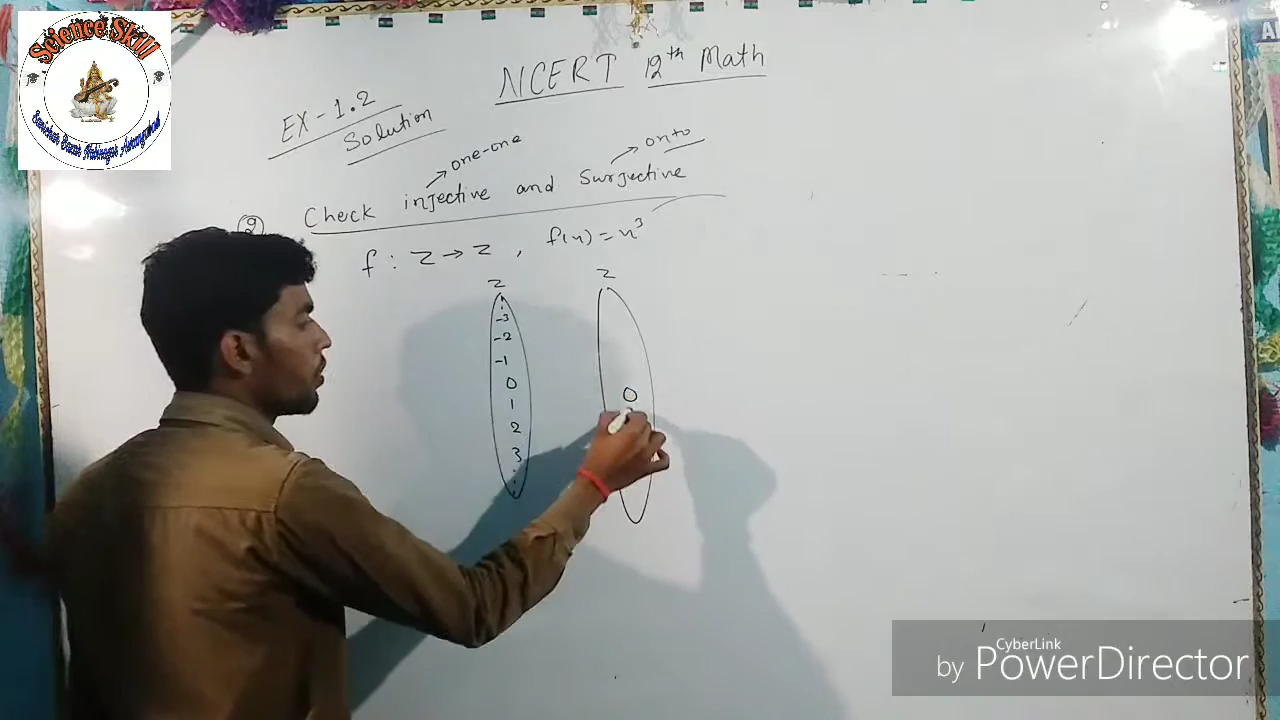 Science Skill
NCERT 12th Math
EX-1.2
Solution
one-one
onto
2 Check injective and Surjective
f : Z → Z , f(x) = x³
Z
-3
-2
-1
0
1
2
3
Z
0
CyberLink
by PowerDirector